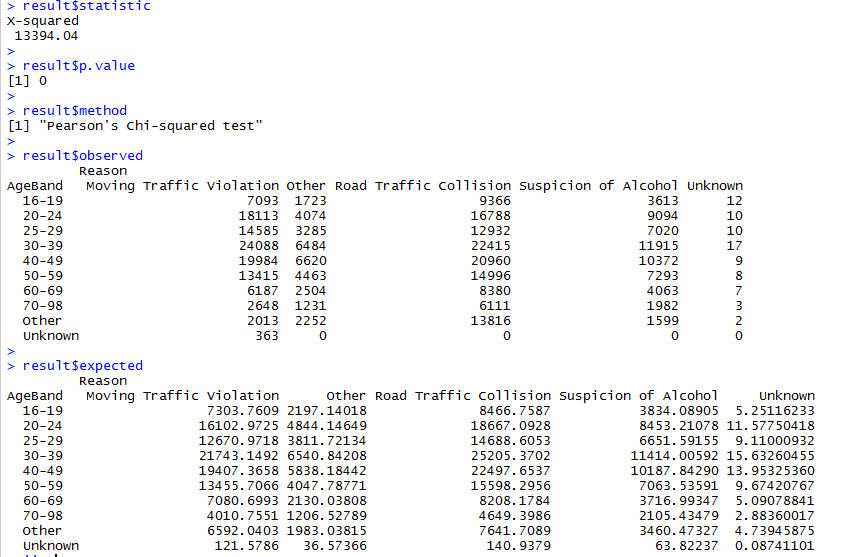 > result$statistic
X-squared
13394.04
>
> result$p.value
[1] 0
>
> result$method
[1] "Pearson's Chi-squared test"
>
> result$observed
Reason
AgeBand Moving Traffic Violation Other Road Traffic Collision Suspicion of Alcohol Unknown
16-19 7093 1723 9366 3613 12
20-24 18113 4074 16788 9094 10
25-29 14585 3285 12932 7020 10
30-39 24088 6484 22415 11915 17
40-49 19984 6620 20960 10372 9
50-59 13415 4463 14996 7293 8
60-69 6187 2504 8380 4063 7
70-98 2648 1231 6111 1982 3
Other 2013 2252 13816 1599 2
Unknown 363 0 0 0 0
>
> result$expected
Reason
AgeBand Moving Traffic Violation Other Road Traffic Collision Suspicion of Alcohol Unknown
16-19 7303.7609 2197.14018 8466.7587 3834.08905 5.25116233
20-24 16102.9725 4844.14649 18667.0928 8453.21078 11.57750418
25-29 12670.9718 3811.72134 14688.6053 6651.59155 9.11000932
30-39 21743.1492 6540.84208 25205.3702 11414.00592 15.63260455
40-49 19407.3658 5838.18442 22497.6537 10187.84290 13.95325360
50-59 13455.7066 4047.78771 15598.2956 7063.53591 9.67420767
60-69 7080.6993 2130.03808 8208.1784 3716.99347 5.09078841
70-98 4010.7551 1206.52789 4649.3986 2105.43479 2.88360017
Other 6592.0403 1983.03815 7641.7089 3460.47327 4.73945875
Unknown 121.5786 36.57366 140.9379 63.82237 0.08741101